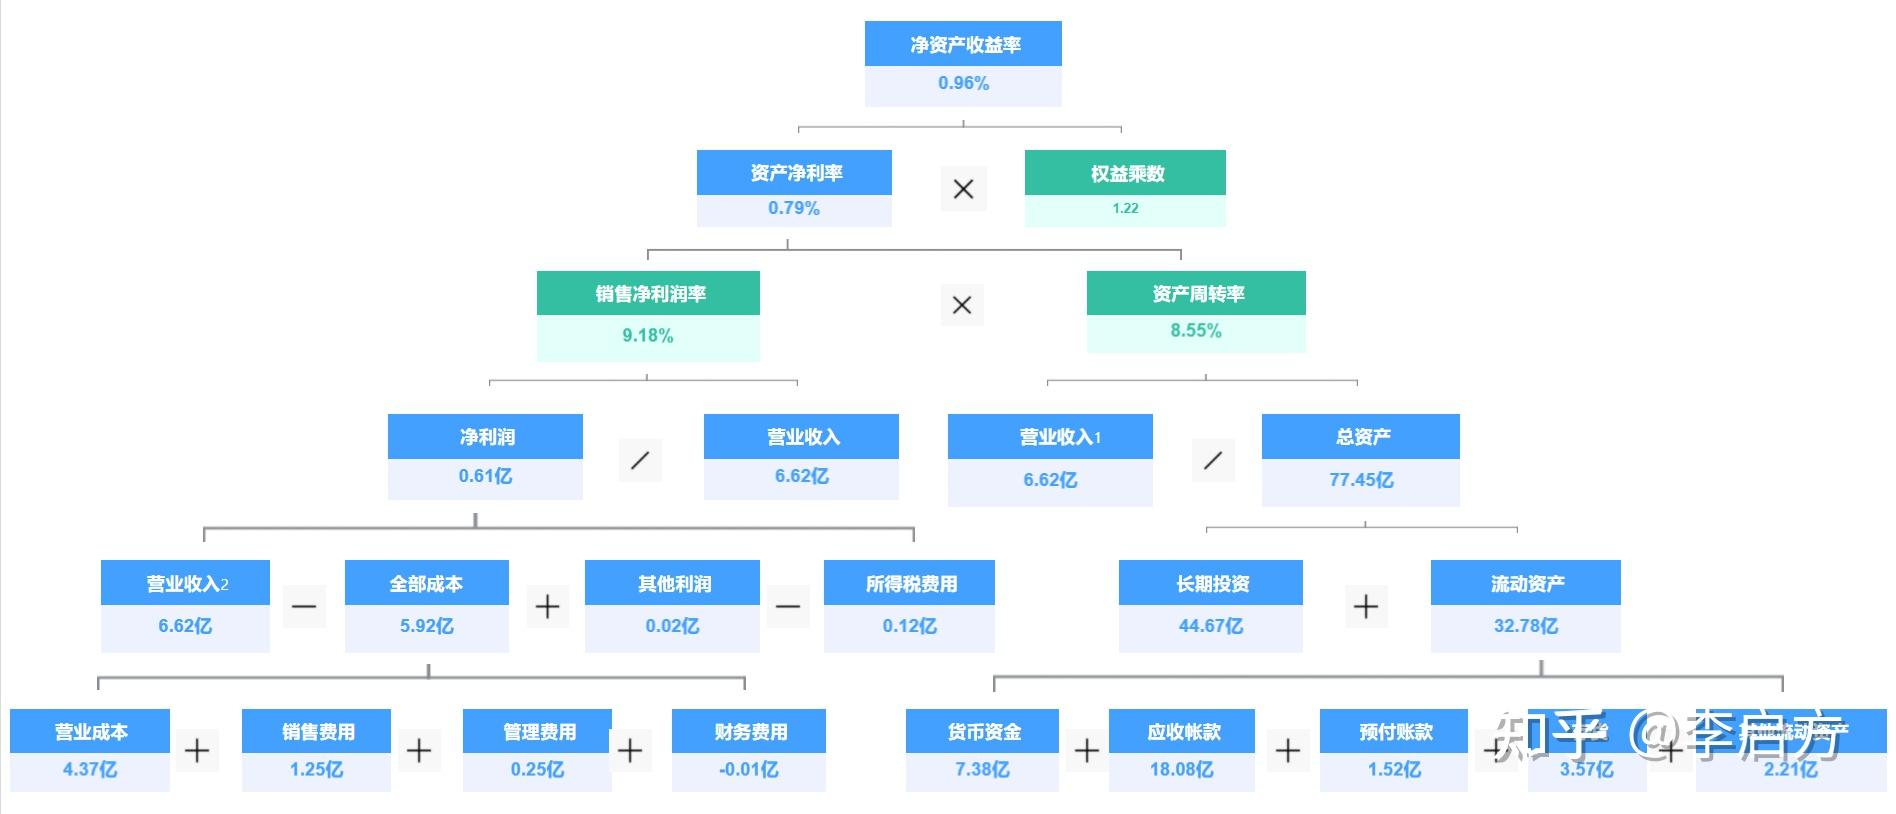 净资产收益率
0.96%
资产净利率
权益乘数
0.79%
1.22
销售净利润率
资产周转率
9.18%
8.55%
净利润
营业收入
营业收入1
总资产
0.61亿
6.62亿
6.62亿
77.45亿
营业收入2
全部成本
其他利润
所得税费用
长期投资
流动资产
6.62亿
5.92亿
0.02亿
0.12亿
44.67亿
32.78亿
营业成本
销售费用
管理费用
财务费用
货币资金
应收帐款
预付账款
其他流动资产
4.37亿
1.25亿
0.25亿
-0.01亿
7.38亿
18.08亿
1.52亿
3.57亿
2.21亿
知乎 @李启方